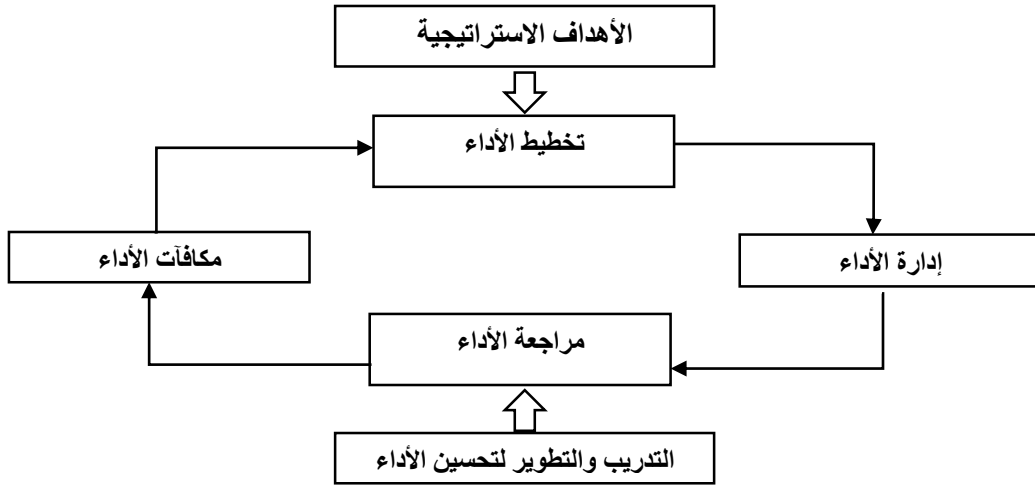 الأهداف الاستراتيجية
تخطيط الأداء
إدارة الأداء
مكافآت الأداء
مراجعة الأداء
التدريب والتطوير لتحسين الأداء